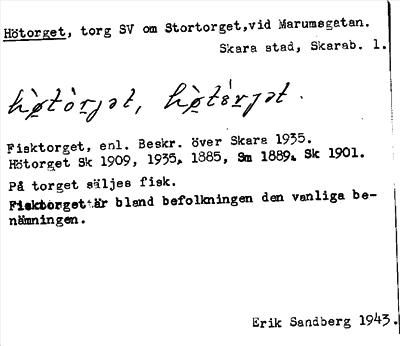 Hötorget, torg SV om Stortorget,vid Marumsgatan.
Skara stad, Skarab. l.
Fisktorget, enl. Beskr. över Skara 1935.
Hötorget Sk 1909, 1935, 1885, Sm 1889, Sk 1901.
På torget säljes fisk.
Fisktorget är bland befolkningen den vanliga be-
nämningen.
Erik Sandberg 1943.